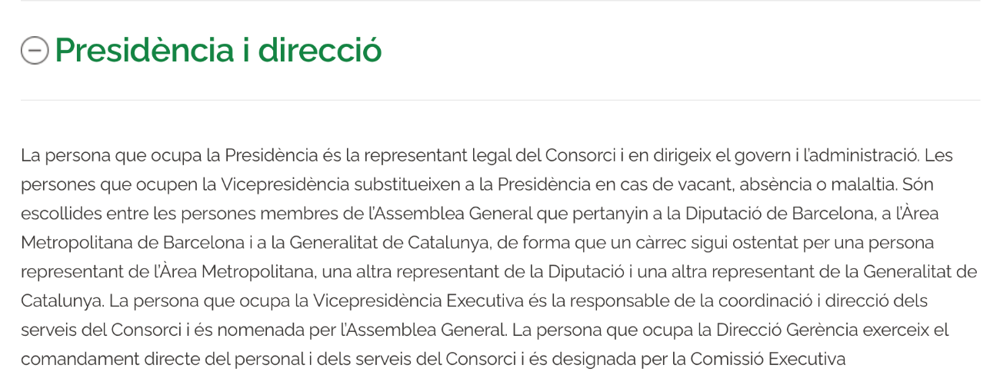 Presidència i direcció
La persona que ocupa la Presidència és la representant legal del Consorci i en dirigeix el govern i l'administració. Les
persones que ocupen la Vicepresidència substitueixen a la Presidència en cas de vacant, absència o malaltia. Són
escollides entre les persones membres de l'Assemblea General que pertanyin a la Diputació de Barcelona, a l'Àrea
Metropolitana de Barcelona i a la Generalitat de Catalunya, de forma que un càrrec sigui ostentat per una persona
representant de l'Àrea Metropolitana, una altra representant de la Diputació i una altra representant de la Generalitat de
Catalunya. La persona que ocupa la Vicepresidència Executiva és la responsable de la coordinació i direcció dels
serveis del Consorci i és nomenada per l'Assemblea General. La persona que ocupa la Direcció Gerència exerceix el
comandament directe del personal i dels serveis del Consorci i és designada per la Comissió Executiva